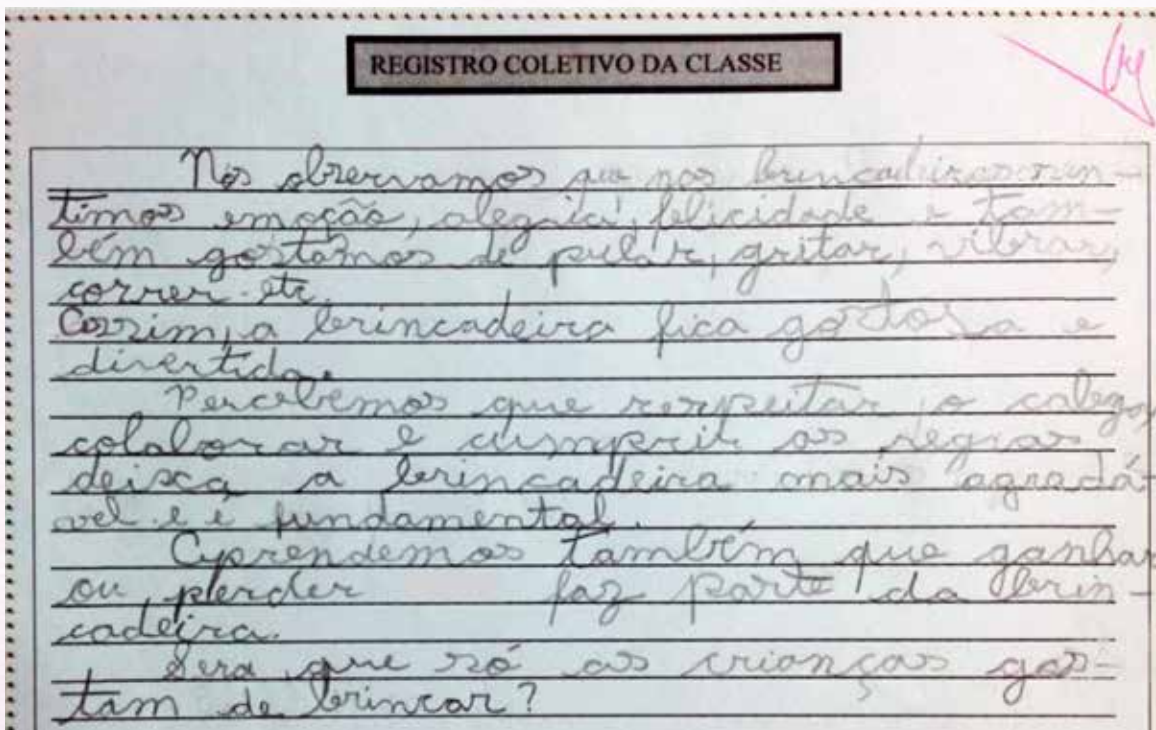 REGISTRO COLETIVO DA CLASSE
Nós observamos que nas brincadeiras sen-
timos emoção, alegria, felicidade e tam-
bém gostamos de pular, gritar, vibrar,
correr etc.
Assim, a brincadeira fica gostosa e
divertida.
Percebemos que respeitar o colega,
colaborar e cumprir as regras
deixa a brincadeira mais agradá-
vel e é fundamental.
Aprendemos também que ganhar
ou perder faz parte da brin-
cadeira.
Sera que só as crianças gos-
tam de brincar?